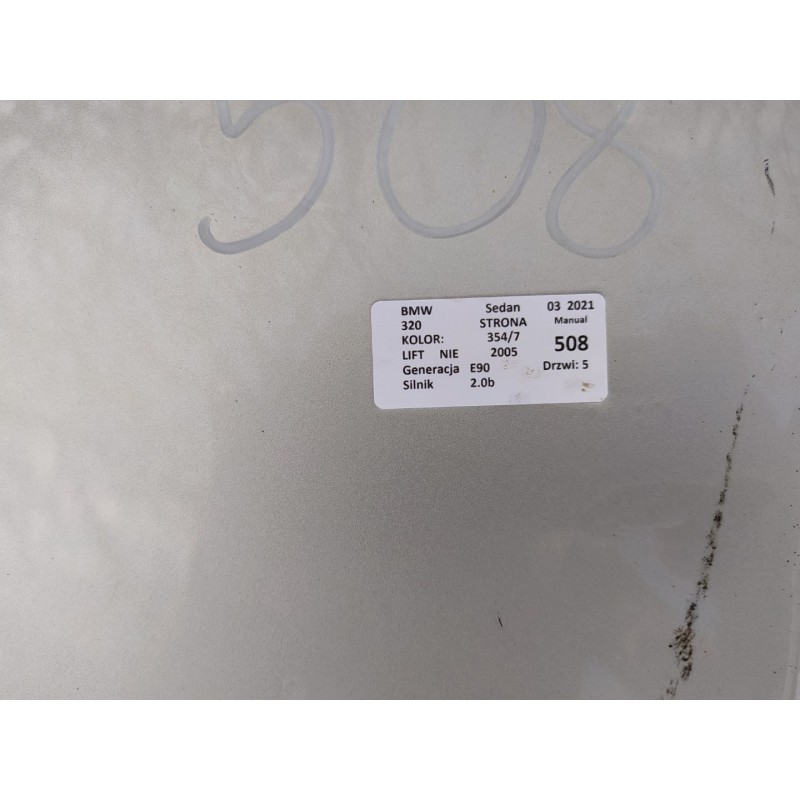 508
BMW Sedan 03 2021
320 STRONA Manual
KOLOR: 354/7 508
LIFT NIE 2005
Generacja E90 Drzwi: 5
Silnik 2.0b